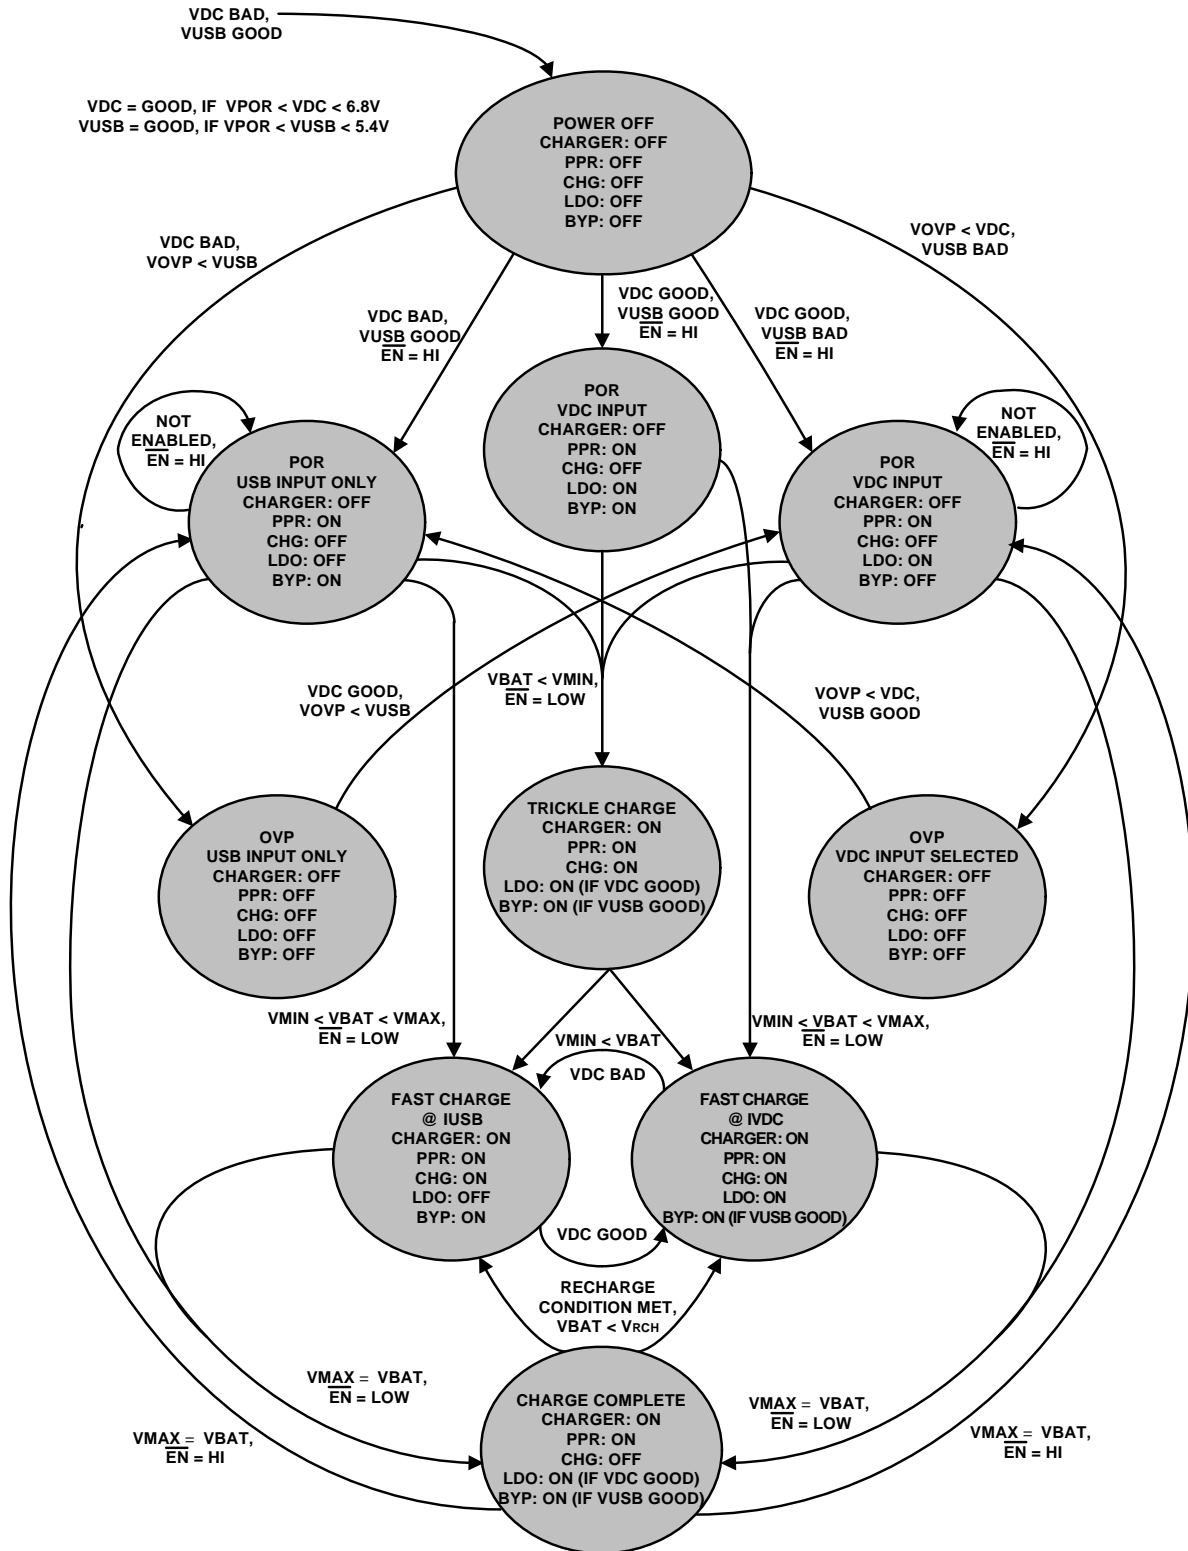 VDC BAD,
VUSB GOOD
VDC = GOOD, IF VPOR < VDC < 6.8V
VUSB = GOOD, IF VPOR < VUSB < 5.4V
POWER OFF
CHARGER: OFF
PPR: OFF
CHG: OFF
LDO: OFF
BYP: OFF
VDC BAD,
VOVP < VUSB
VOVP < VDC,
VUSB BAD
VDC BAD,
VUSB GOOD
EN = HI
VDC GOOD,
VUSB GOOD
EN = HI
VDC GOOD,
VUSB BAD
EN = HI
NOT
ENABLED,
EN = HI
POR
USB INPUT ONLY
CHARGER: OFF
PPR: ON
CHG: OFF
LDO: OFF
BYP: ON
POR
VDC INPUT
CHARGER: OFF
PPR: ON
CHG: OFF
LDO: ON
BYP: ON
POR
VDC INPUT
CHARGER: OFF
PPR: ON
CHG: OFF
LDO: ON
BYP: OFF
NOT
ENABLED,
EN = HI
VDC GOOD,
VOVP < VUSB
VBAT < VMIN,
EN = LOW
VOVP < VDC,
VUSB GOOD
OVP
USB INPUT ONLY
CHARGER: OFF
PPR: OFF
CHG: OFF
LDO: OFF
BYP: OFF
TRICKLE CHARGE
CHARGER: ON
PPR: ON
CHG: ON
LDO: ON (IF VDC GOOD)
BYP: ON (IF VUSB GOOD)
OVP
VDC INPUT SELECTED
CHARGER: OFF
PPR: OFF
CHG: OFF
LDO: OFF
BYP: OFF
VMIN < VBAT < VMAX,
EN = LOW
VMIN < VBAT
VDC BAD
VMIN < VBAT < VMAX,
EN = LOW
FAST CHARGE
@ IUSB
CHARGER: ON
PPR: ON
CHG: ON
LDO: OFF
BYP: ON
FAST CHARGE
@ IVDC
CHARGER: ON
PPR: ON
CHG: ON
LDO: ON
BYP: ON (IF VUSB GOOD)
VDC GOOD
RECHARGE
CONDITION MET,
VBAT < VRCH
VMAX = VBAT,
EN = LOW
VMAX = VBAT,
EN = HI
CHARGE COMPLETE
CHARGER: ON
PPR: ON
CHG: OFF
LDO: ON (IF VDC GOOD)
BYP: ON (IF VUSB GOOD)
VMAX = VBAT,
EN = LOW
VMAX = VBAT,
EN = HI